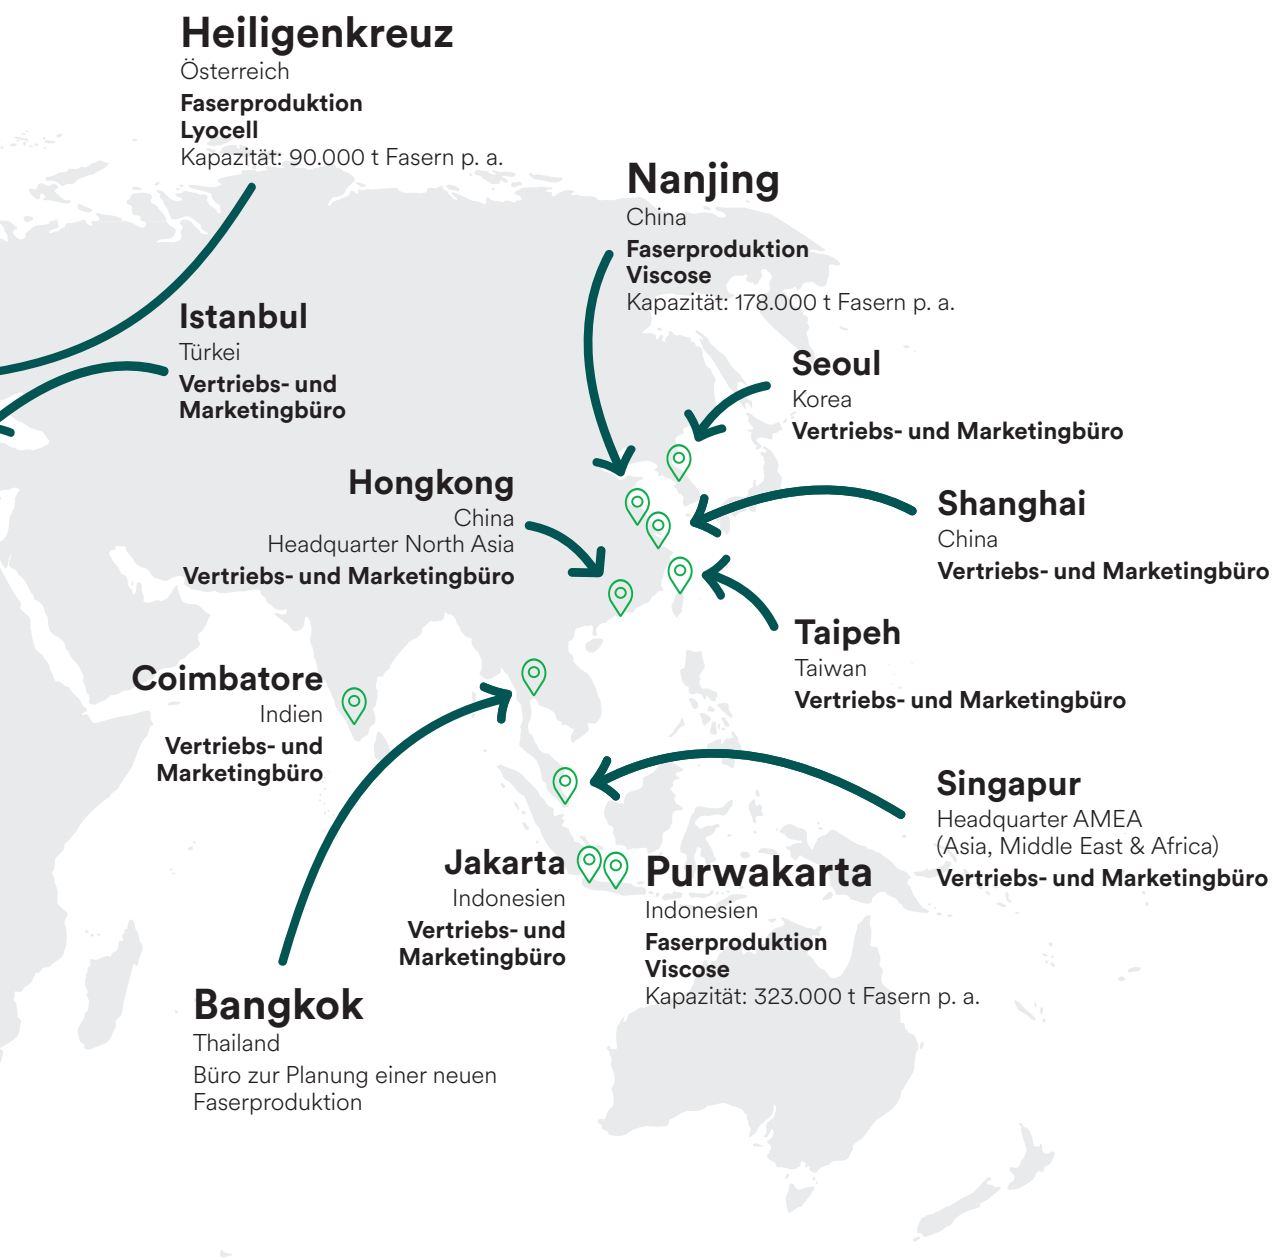 Heiligenkreuz
Österreich
Faserproduktion
Lyocell
Kapazität: 90.000 t Fasern p. a.
Nanjing
China
Faserproduktion
Viscose
Kapazität: 178.000 t Fasern p. a.
Istanbul
Türkei
Vertriebs- und
Marketingbüro
Seoul
Korea
Vertriebs- und Marketingbüro
Hongkong
China
Headquarter North Asia
Vertriebs- und Marketingbüro
Shanghai
China
Vertriebs- und Marketingbüro
Taipeh
Taiwan
Vertriebs- und Marketingbüro
Coimbatore
Indien
Vertriebs- und
Marketingbüro
Singapur
Headquarter AMEA
(Asia, Middle East & Africa)
Vertriebs- und Marketingbüro
Jakarta
Indonesien
Vertriebs- und
Marketingbüro
Purwakarta
Indonesien
Faserproduktion
Viscose
Kapazität: 323.000 t Fasern p. a.
Bangkok
Thailand
Büro zur Planung einer neuen
Faserproduktion